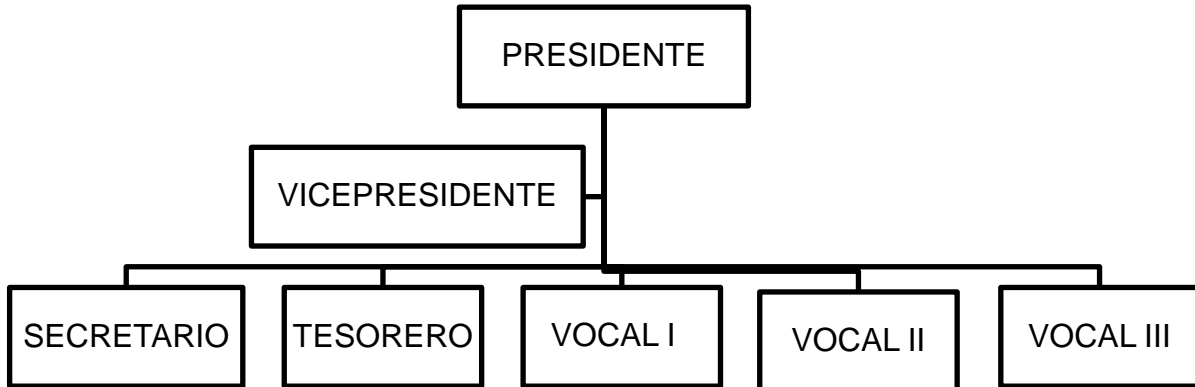 PRESIDENTE
VICEPRESIDENTE
SECRETARIO
TESORERO
VOCAL I
VOCAL II
VOCAL III